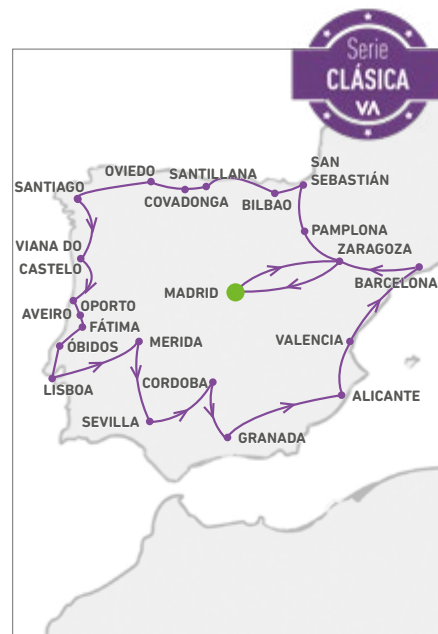 Serie
CLÁSICA
VA
SANTIAGO
OVIEDO
COVADONGA
SANTILLANA
BILBAO
SAN
SEBASTIÁN
PAMPLONA
ZARAGOZA
BARCELONA
MADRID
VIANA DO
CASTELO
OPORTO
AVEIRO
FÁTIMA
ÓBIDOS
LISBOA
MERIDA
SEVILLA
CORDOBA
GRANADA
VALENCIA
ALICANTE